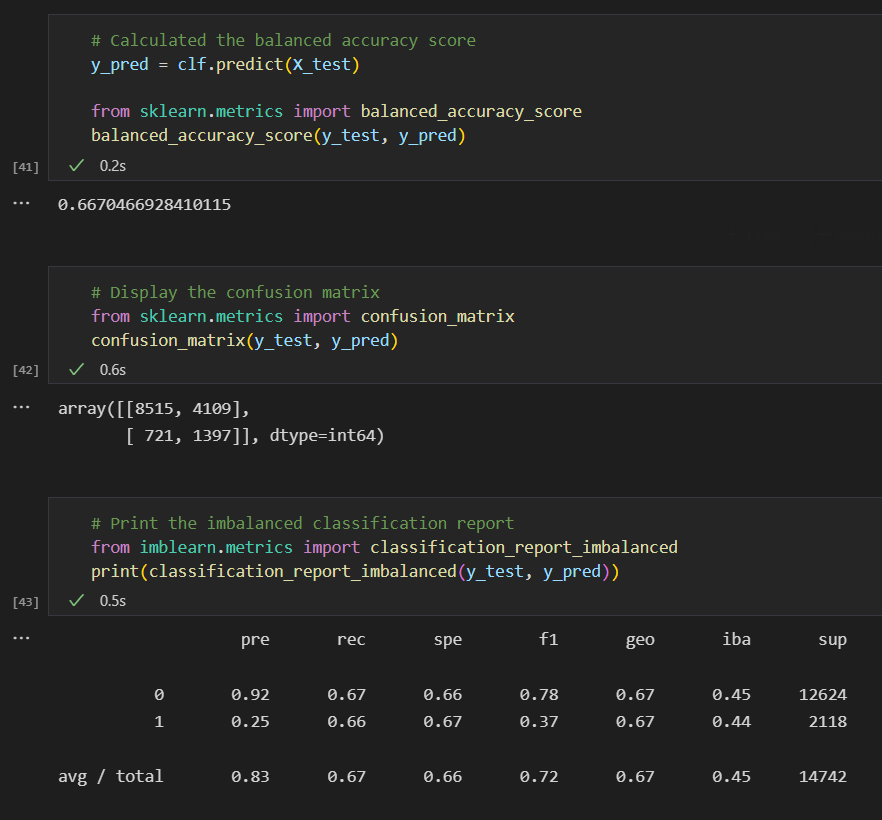 # Calculated the balanced accuracy score
y_pred = clf.predict(X_test)
from sklearn.metrics import balanced_accuracy_score
balanced_accuracy_score(y_test, y_pred)
[41] ✓ 0.2s
... 0.6670466928410115
# Display the confusion matrix
from sklearn.metrics import confusion_matrix
confusion_matrix(y_test, y_pred)
[42] ✓ 0.6s
... array([[8515, 4109],
[ 721, 1397]], dtype=int64)
# Print the imbalanced classification report
from imblearn.metrics import classification_report_imbalanced
print(classification_report_imbalanced(y_test, y_pred))
[43] ✓ 0.5s
... pre rec spe f1 geo iba sup
0 0.92 0.67 0.66 0.78 0.67 0.45 12624
1 0.25 0.66 0.67 0.37 0.67 0.44 2118
avg / total 0.83 0.67 0.66 0.72 0.67 0.45 14742